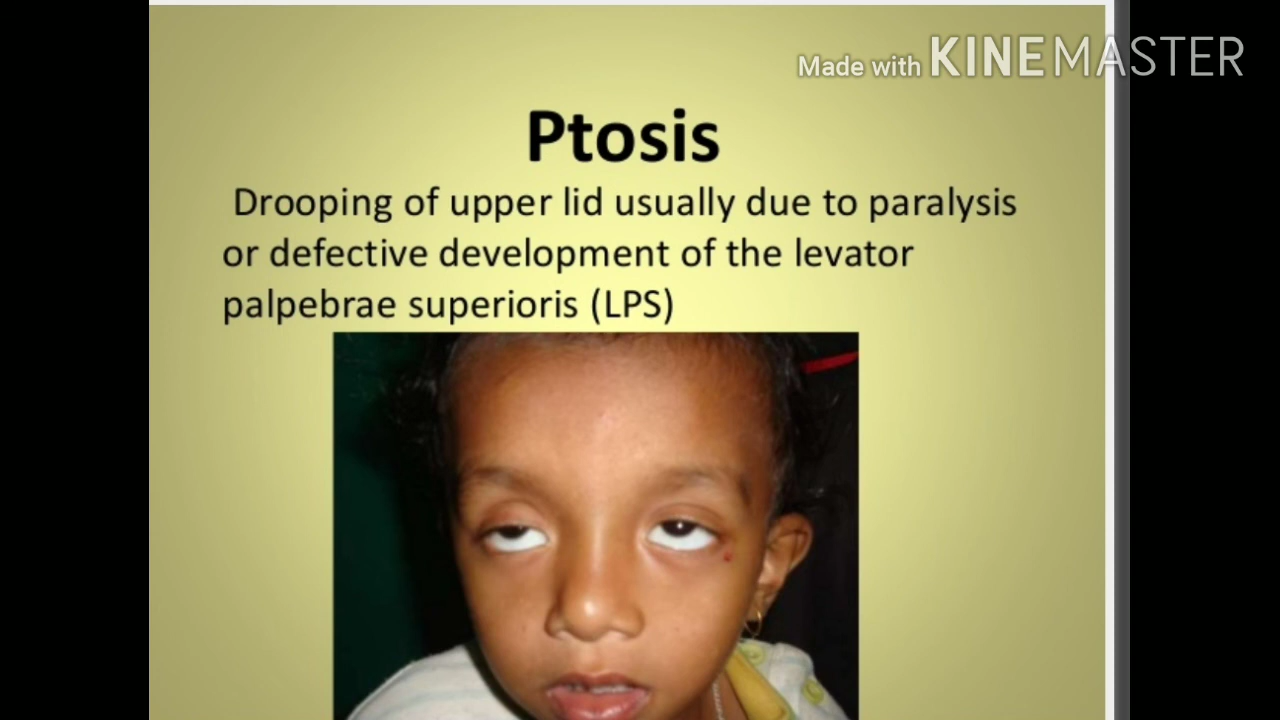 Made with KINEMASTER
Ptosis
Drooping of upper lid usually due to paralysis
or defective development of the levator
palpebrae superioris (LPS)